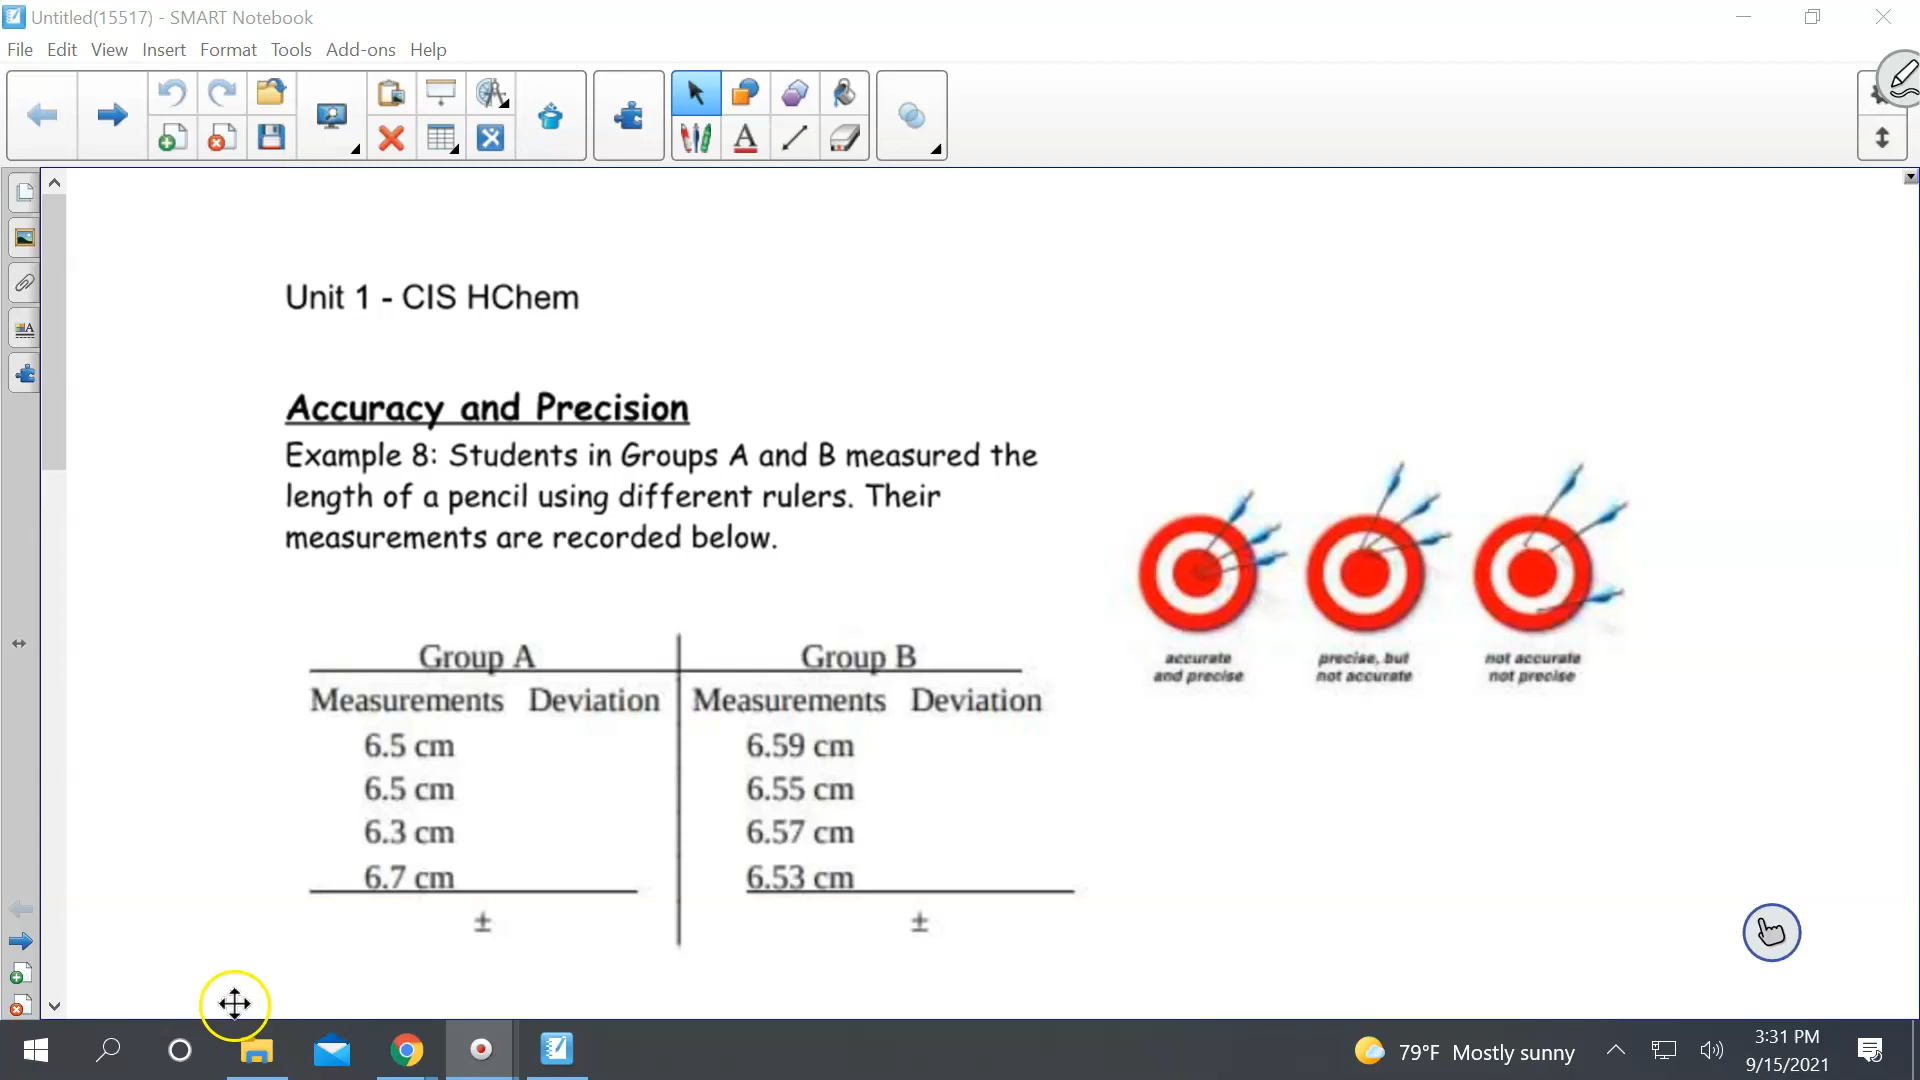 Untitled(15517) - SMART Notebook
File Edit View Insert Format Tools Add-ons Help
Unit 1 - CIS HChem
Accuracy and Precision
Example 8: Students in Groups A and B measured the
length of a pencil using different rulers. Their
measurements are recorded below.
accurate and precise
precise, but not accurate
not accurate not precise
Group A Group B
Measurements Deviation Measurements Deviation
6.5 cm 6.59 cm
6.5 cm 6.55 cm
6.3 cm 6.57 cm
6.7 cm 6.53 cm
± ±
79°F Mostly sunny
3:31 PM
9/15/2021